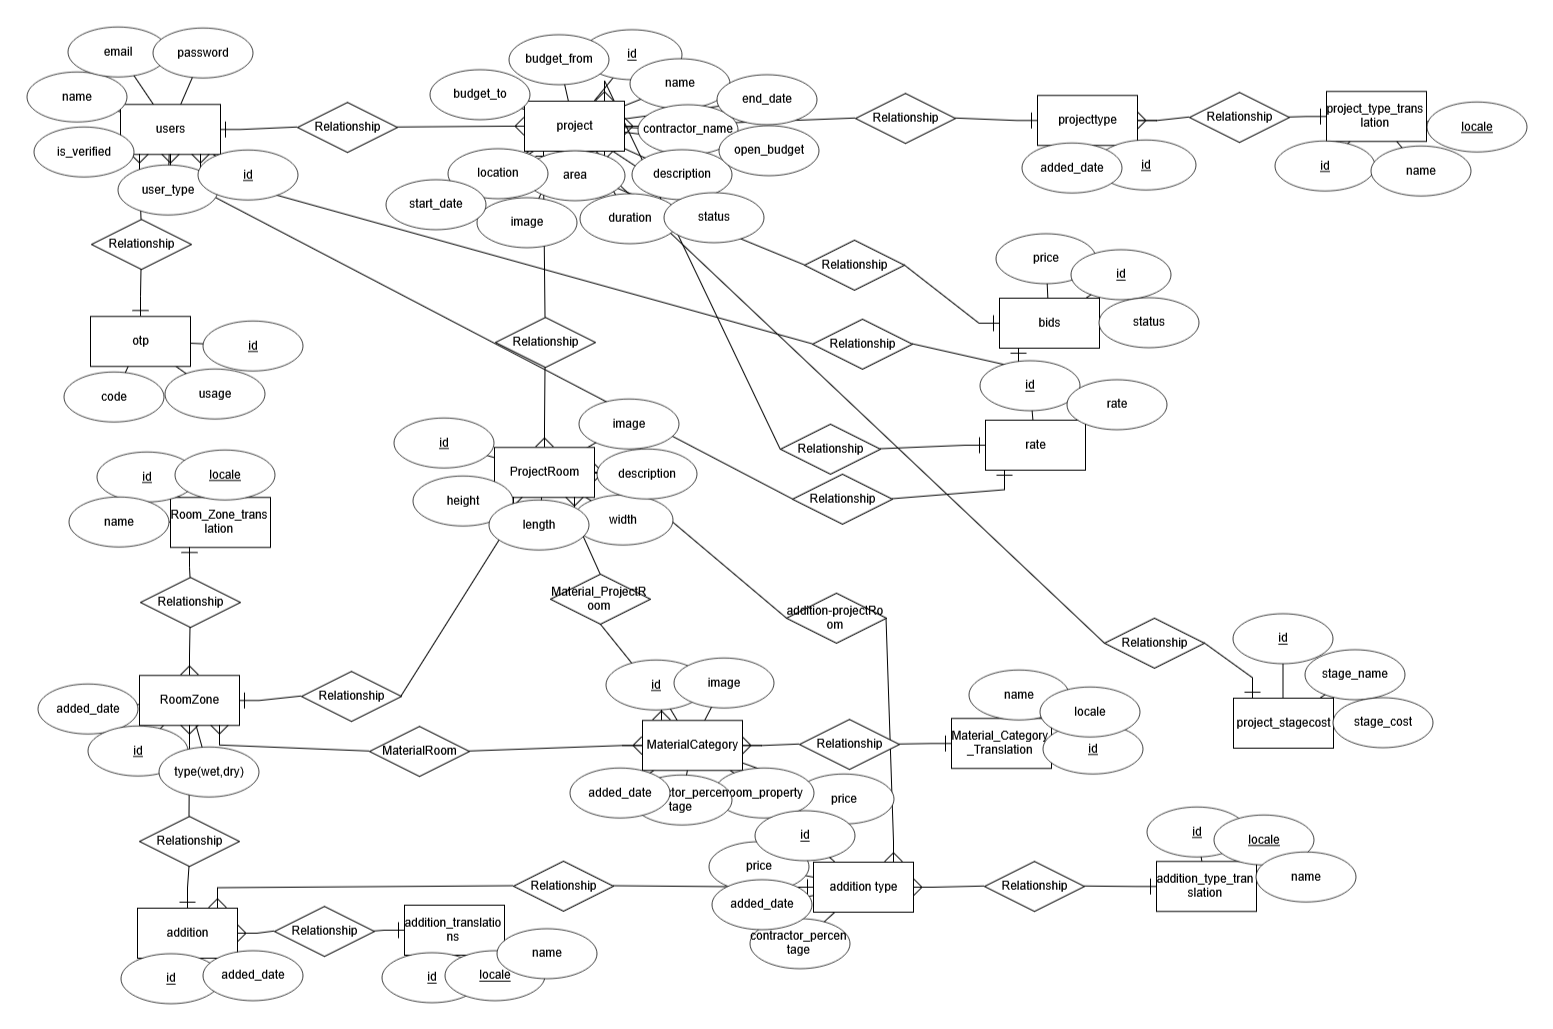 email
password
name
users
is_verified
user_type
id
Relationship
budget_from
id
budget_to
name
end_date
project
contractor_name
open_budget
location
area
description
start_date
image
duration
status
Relationship
projecttype
added_date
id
Relationship
project_type_trans
lation
locale
id
name
Relationship
otp
id
code
usage
Relationship
price
id
bids
status
Relationship
Relationship
id
rate
rate
Relationship
Relationship
id
image
ProjectRoom
description
height
length
width
id
locale
name
Room_Zone_trans
lation
Relationship
Material_ProjectR
oom
addition-projectRo
om
Relationship
id
stage_name
project_stagecost
stage_cost
added_date
RoomZone
id
type(wet,dry)
Relationship
MaterialRoom
id
image
MaterialCategory
added_date
tor_percen
tage
oom_property
Relationship
name
locale
Material_Category
_Translation
id
price
id
price
addition type
added_date
contractor_percen
tage
Relationship
id
locale
addition_type_tran
slation
name
Relationship
Relationship
addition
id
added_date
Relationship
addition_translatio
ns
name
id
locale